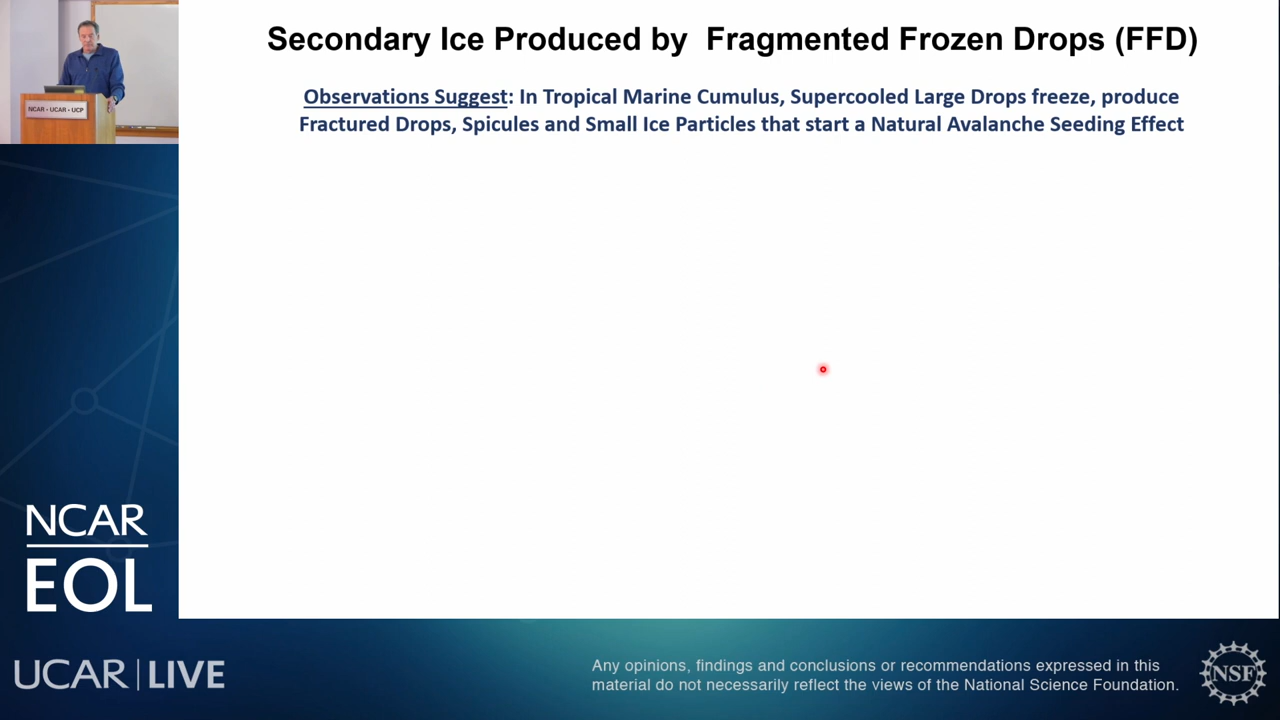 Secondary Ice Produced by  Fragmented Frozen Drops (FFD)
Observations Suggest: In Tropical Marine Cumulus, Supercooled Large Drops freeze, produce
Fractured Drops, Spicules and Small Ice Particles that start a Natural Avalanche Seeding Effect
NCAR • UCAR • UCP
NCAR
EOL
UCAR | LIVE
Any opinions, findings and conclusions or recommendations expressed in this
material do not necessarily reflect the views of the National Science Foundation.
NSF